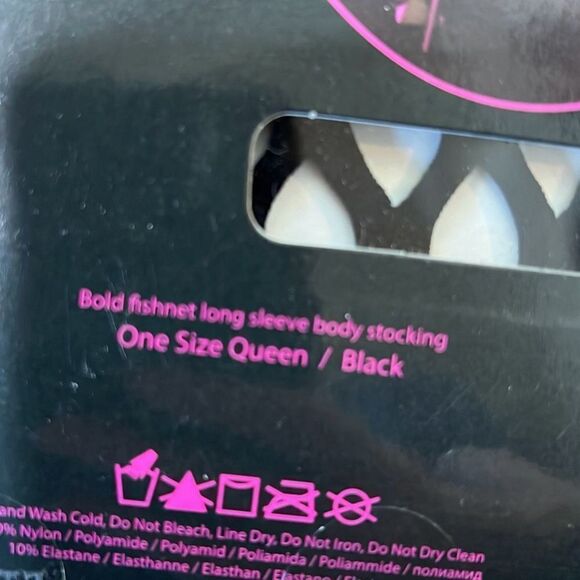 Bold fishnet long sleeve body stocking
One Size Queen / Black
and Wash Cold, Do Not Bleach, Line Dry, Do Not Iron, Do Not Dry Clean
0% Nylon / Polyamide / Polyamid / Poliamida / Poliammide / полиамид
10% Elastane / Elasthanne / Elasthan / Elastano /